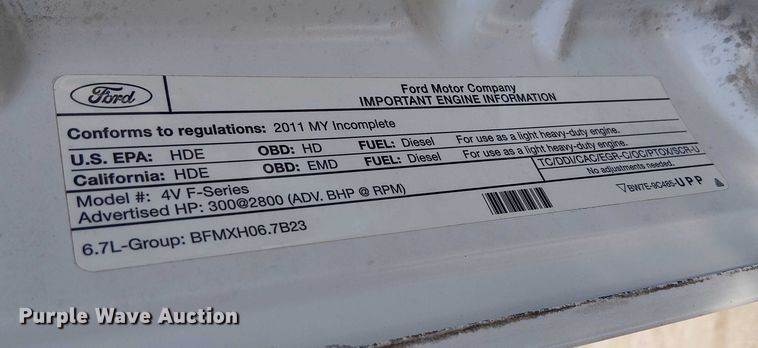 Ford
Ford Motor Company
IMPORTANT ENGINE INFORMATION
Conforms to regulations: 2011 MY Incomplete
U.S. EPA: HDE OBD: HD FUEL: Diesel For use as a light heavy-duty engine.
California: HDE OBD: EMD FUEL: Diesel For use as a light heavy-duty engine.
Model #: 4V F-Series TC/DDI/CAC/EGR-C/OC/PTOX/SCR-U
Advertised HP: 300@2800 (ADV. BHP @ RPM) No adjustments needed.
6.7L-Group: BFMXH06.7B23 BW7E-9C485-UPP
Purple Wave Auction